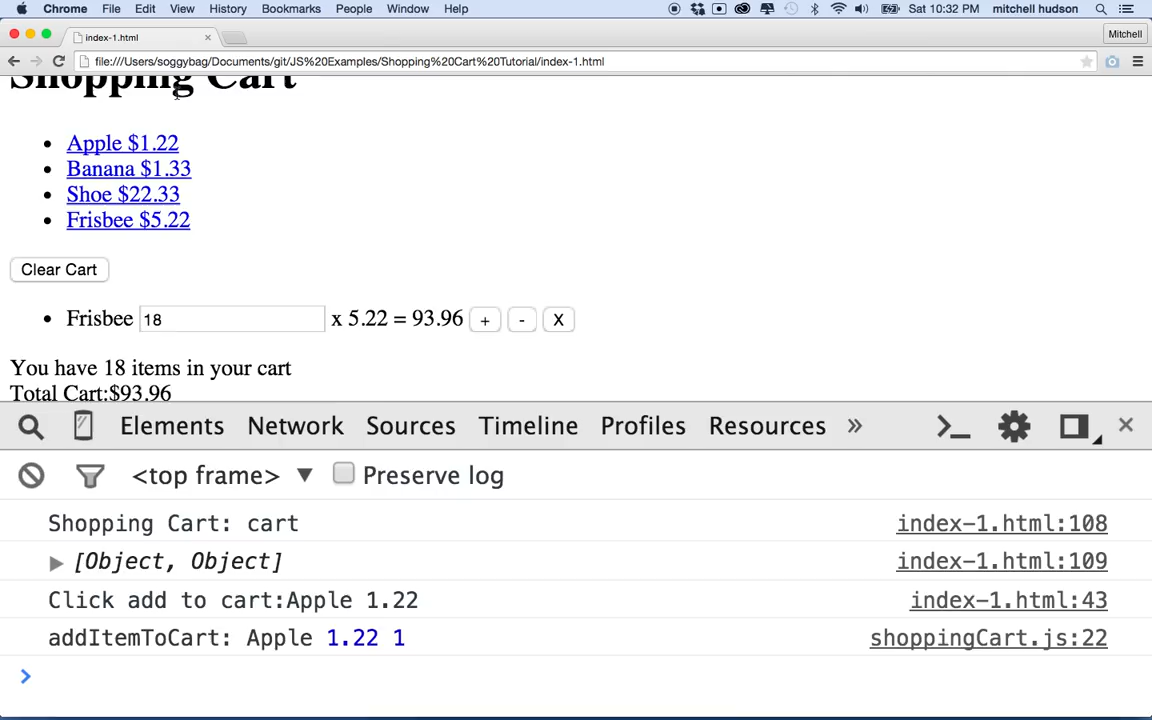 Chrome File Edit View History Bookmarks People Window Help Sat 10:32 PM mitchell hudson
index-1.html Mitchell
file:///Users/soggybag/Documents/git/JS%20Examples/Shopping%20Cart%20Tutorial/index-1.html
Shopping Cart
• Apple $1.22
• Banana $1.33
• Shoe $22.33
• Frisbee $5.22
Clear Cart
• Frisbee 18 x 5.22 = 93.96 + - X
You have 18 items in your cart
Total Cart:$93.96
Elements Network Sources Timeline Profiles Resources »
<top frame> ▼ Preserve log
Shopping Cart: cart index-1.html:108
▶ [Object, Object] index-1.html:109
Click add to cart:Apple 1.22 index-1.html:43
addItemToCart: Apple 1.22 1 shoppingCart.js:22